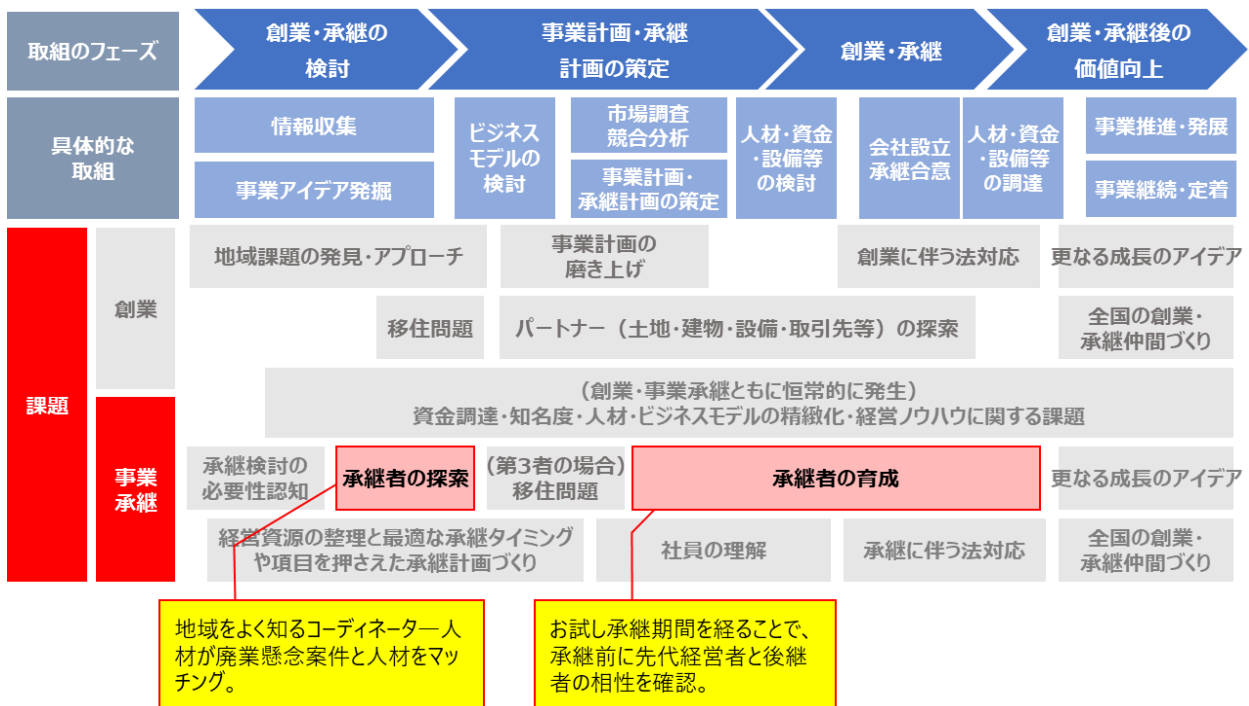 取組のフェーズ
創業・承継の
検討
事業計画・承継
計画の策定
創業・承継
創業・承継後の
価値向上
具体的な
取組
情報収集
事業アイデア発掘
ビジネス
モデルの
検討
市場調査
競合分析
事業計画・
承継計画の策定
人材・資金
・設備等
の検討
会社設立
承継合意
人材・資金
・設備等
の調達
事業推進・発展
事業継続・定着
課題
創業
地域課題の発見・アプローチ
事業計画の
磨き上げ
創業に伴う法対応
更なる成長のアイデア
移住問題
パートナー（土地・建物・設備・取引先等）の探索
全国の創業・
承継仲間づくり
（創業・事業承継ともに恒常的に発生）
資金調達・知名度・人材・ビジネスモデルの精緻化・経営ノウハウに関する課題
事業
承継
承継検討の
必要性認知
承継者の探索
（第3者の場合）
移住問題
承継者の育成
更なる成長のアイデア
経営資源の整理と最適な承継タイミング
や項目を押さえた承継計画づくり
社員の理解
承継に伴う法対応
全国の創業・
承継仲間づくり
地域をよく知るコーディネーター人
材が廃業懸念案件と人材をマッ
チング。
お試し承継期間を経ることで、
承継前に先代経営者と後継
者の相性を確認。